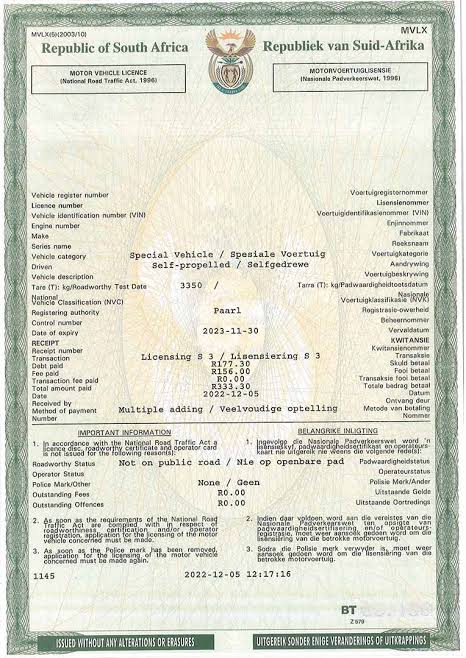 MVLX(5)(2003/10)
MVLX
Republic of South Africa
Republiek van Suid-Afrika
MOTOR VEHICLE LICENCE
(National Road Traffic Act, 1996)
MOTORVOERTUIGLISENSIE
(Nasionale Padverkeerswet, 1996)
Vehicle register number Voertuigregisternommer
Licence number Lisensienommer
Vehicle identification number (VIN) Voertuigidentifikasienommer (VIN)
Engine number Enjinnommer
Make Fabrikaat
Series name Reeksnaam
Vehicle category Special Vehicle / Spesiale Voertuig Voertuigkategorie
Driven Self-propelled / Selfgedrewe Aandrywing
Vehicle description Voertuigbeskrywing
Tare (T): kg/Roadworthy Test Date 3350 / Tarra (T): kg/Padwaardigheidtoetsdatum
National Nasionale
Vehicle Classification (NVC) Voertuigklasifikasie (NVK)
Registering authority Paarl Registrasie-owerheid
Control number Beheernommer
Date of expiry 2023-11-30 Vervaldatum
RECEIPT KWITANSIE
Receipt number Kwitansienommer
Transaction Licensing S 3 / Lisensiering S 3 Transaksie
Debt paid R177.30 Skuld betaal
Fee paid R156.00 Fooi betaal
Transaction fee paid R0.00 Transaksie fooi betaal
Total amount paid R333.30 Totale bedrag betaal
Date 2022-12-05 Datum
Received by Ontvang deur
Method of payment Multiple adding / Veelvoudige optelling Metode van betaling
Number Nommer
IMPORTANT INFORMATION
BELANGRIKE INLIGTING
1. In accordance with the National Road Traffic Act a
licence disc, roadworthy certificate and operator card
is not issued for the following reason(s):
1. Ingevolge die Nasionale Padverkeerswet word 'n
lisensieskyf, padwaardigheidsertifikaat en operateurs-
kaart nie uitgereik nie weens die volgende rede(s):
Roadworthy Status Not on public road / Nie op openbare pad Padwaardigheidstatus
Operator Status Operateurstatus
Police Mark/Other None / Geen Polisie Merk/Ander
Outstanding Fees R0.00 Uitstaande Gelde
Outstanding Offences R0.00 Uitstaande Oortredings
2. As soon as the requirements of the National Road
Traffic Act are complied with in respect of
roadworthiness certification and/or operator
registration, application for the licensing of the motor
vehicle concerned must be made.
2. Indien daar voldoen word aan die vereistes van die
Nasionale Padverkeerswet ten opsigte van
padwaardigheidsertifisering en/of operateurs-
registrasie, moet weer aansoek gedoen word om die
lisensiëring van die betrokke motorvoertuig.
3. As soon as the Police mark has been removed,
application for the licensing of the motor vehicle
concerned must be made again.
3. Sodra die Polisie merk verwyder is, moet weer
aansoek gedoen word om die lisensiëring van die
betrokke motorvoertuig.
1145 2022-12-05 12:17:16
BT
Z 579
ISSUED WITHOUT ANY ALTERATIONS OR ERASURES
UITGEREIK SONDER ENIGE VERANDERINGS OF UITKRAPPINGS